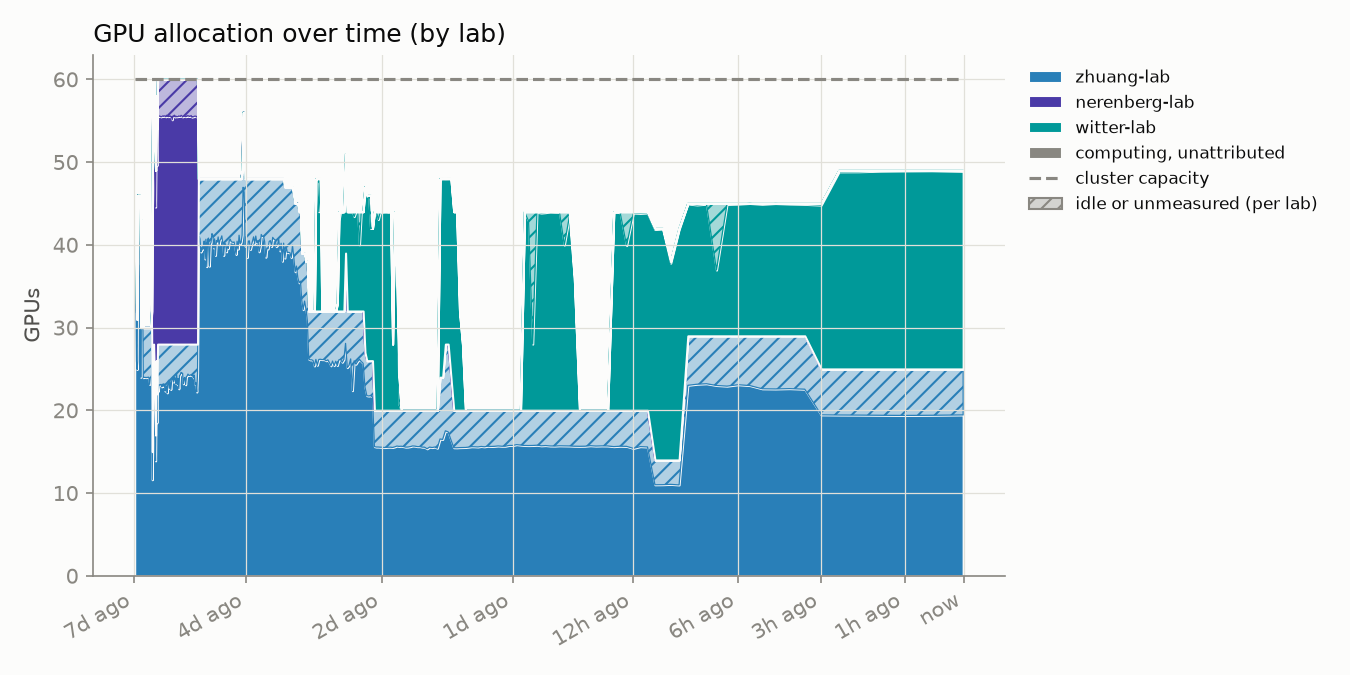 GPU allocation over time (by lab)
60
50
40
30
20
10
0
GPUs
7d ago
4d ago
2d ago
1d ago
12h ago
6h ago
3h ago
1h ago
now
zhuang-lab
nerenberg-lab
witter-lab
computing, unattributed
cluster capacity
idle or unmeasured (per lab)